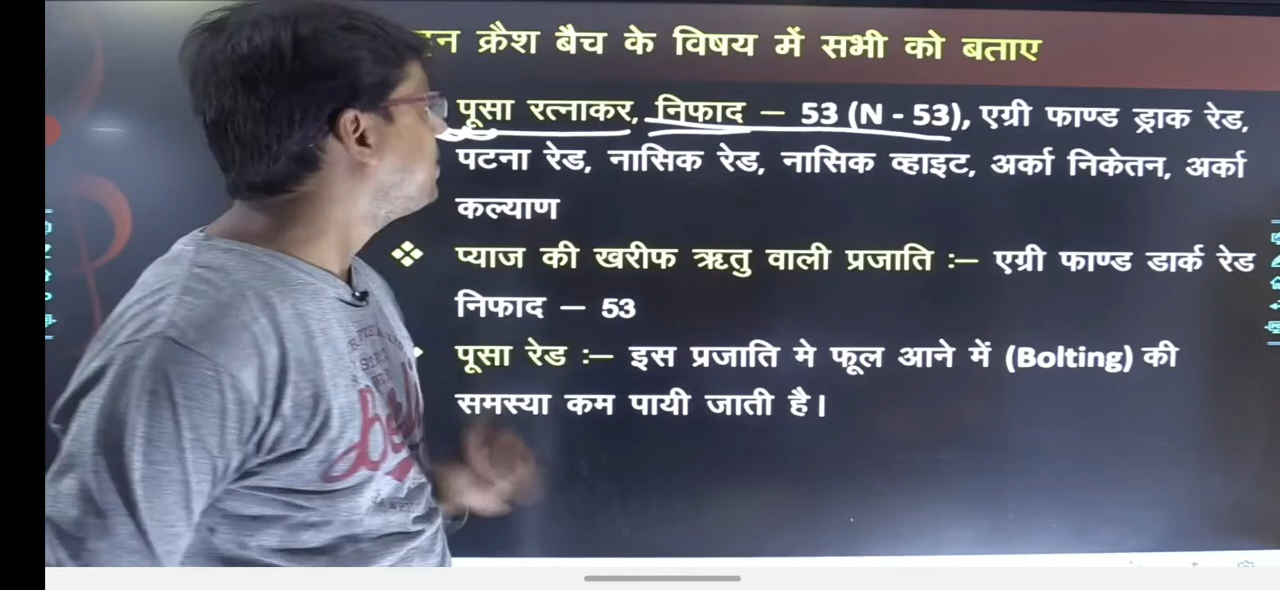 क्रैश बैच के विषय में सभी को बताए
पूसा रत्नाकर, निफाद – 53 (N - 53), एग्री फाण्ड ड्राक रेड,
पटना रेड, नासिक रेड, नासिक व्हाइट, अर्का निकेतन, अर्का
कल्याण
❖ प्याज की खरीफ ऋतु वाली प्रजाति :– एग्री फाण्ड डार्क रेड
निफाद – 53
पूसा रेड :– इस प्रजाति मे फूल आने में (Bolting) की
समस्या कम पायी जाती है।